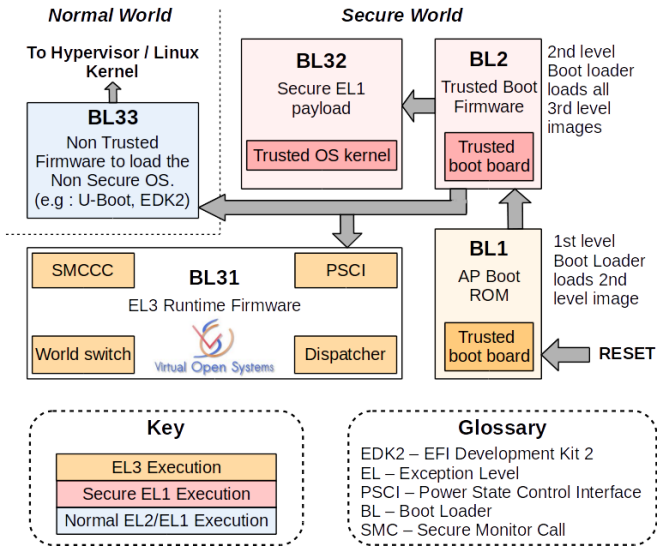 Normal World
Secure World
To Hypervisor / Linux
Kernel
BL33
Non Trusted
Firmware to load the
Non Secure OS.
(e.g : U-Boot, EDK2)
BL32
Secure EL1
payload
Trusted OS kernel
BL2
Trusted Boot
Firmware
Trusted
boot board
2nd level
Boot loader
loads all
3rd level
images
SMCCC
BL31
PSCI
EL3 Runtime Firmware
World switch
Virtual Open Systems
Dispatcher
BL1
AP Boot
ROM
Trusted
boot board
1st level
Boot Loader
loads 2nd
level image
RESET
Key
EL3 Execution
Secure EL1 Execution
Normal EL2/EL1 Execution
Glossary
EDK2 – EFI Development Kit 2
EL – Exception Level
PSCI – Power State Control Interface
BL – Boot Loader
SMC – Secure Monitor Call